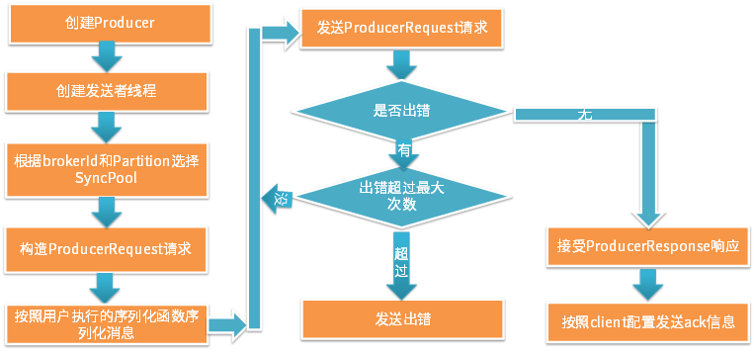 创建Producer
创建发送者线程
根据brokerId和Partition选择
SyncPool
构造ProducerRequest请求
按照用户执行的序列化函数序
列化消息
发送ProducerRequest请求
是否出错
有
无
出错超过最大
次数
没
超
过
发送出错
接受ProducerResponse响应
按照client配置发送ack信息